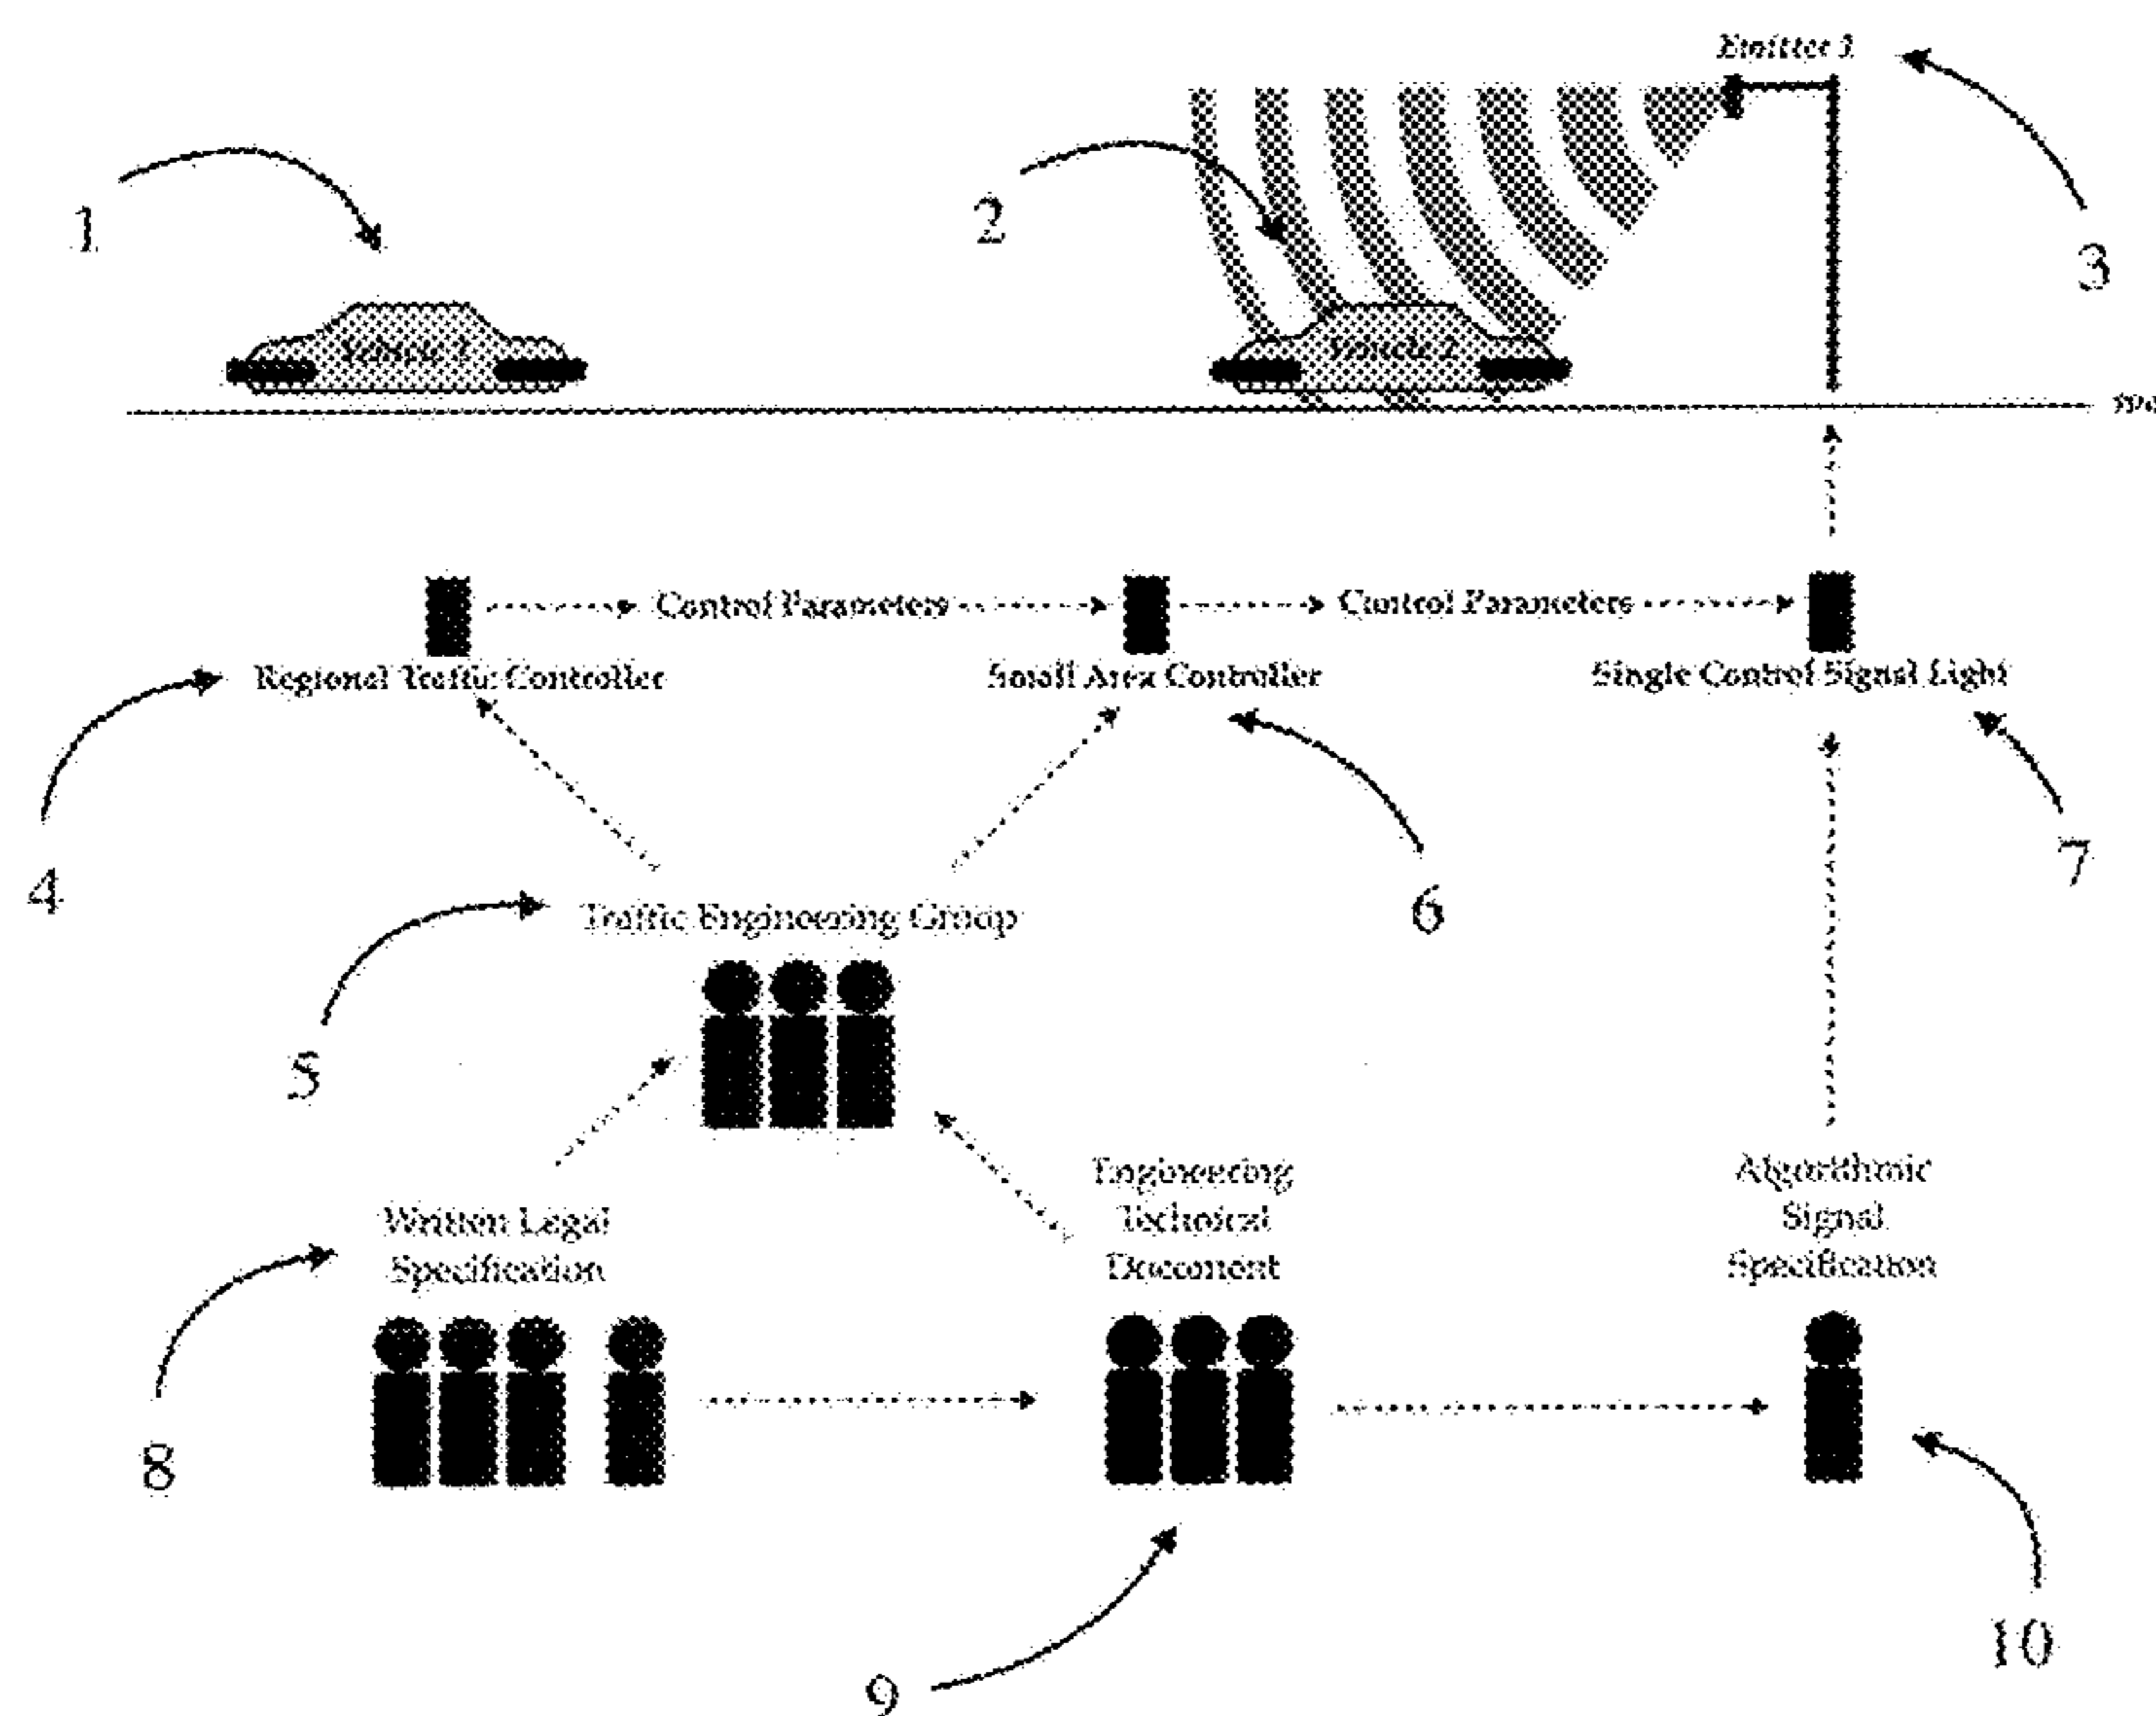 Emitter 1
1
2
3
Vehicle 1
Vehicle 2
Control Parameters
Control Parameters
Regional Traffic Controller
Small Area Controller
Single Control Signal Light
4
6
7
Traffic Engineering Group
5
Engineering
Technical
Document
Algorithmic
Signal
Specification
Written Legal
Specification
8
9
10